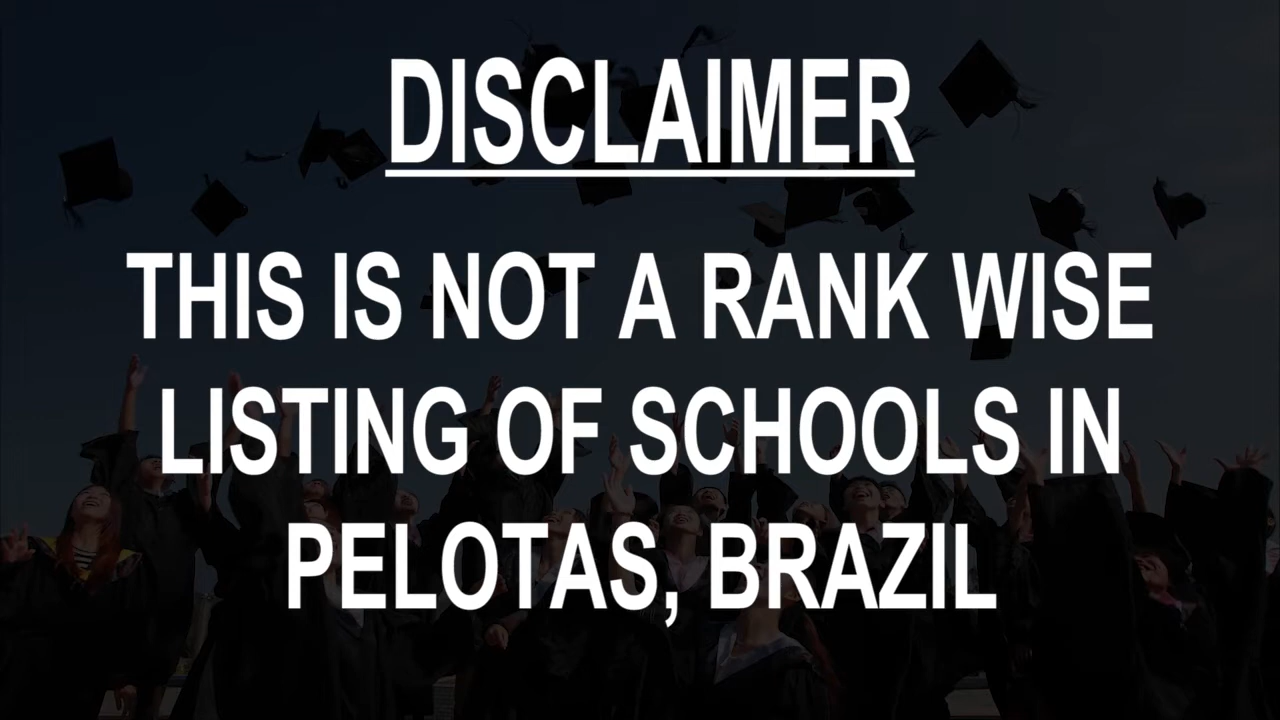 DISCLAIMER
THIS IS NOT A RANK WISE
LISTING OF SCHOOLS IN
PELOTAS, BRAZIL